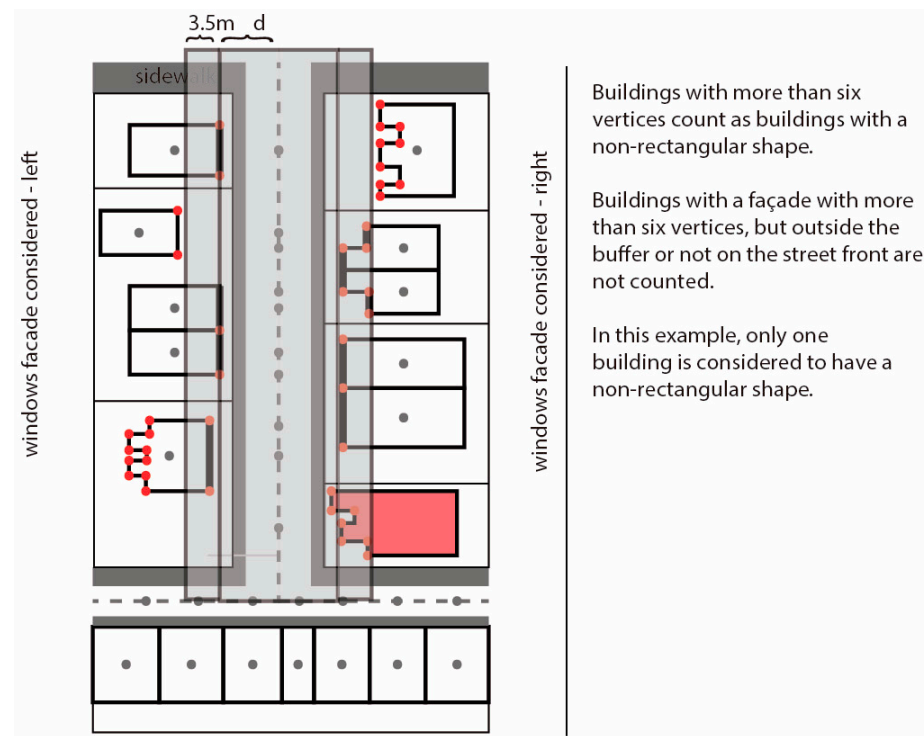 3.5m d
sidewalk
windows facade considered - left
windows facade considered - right
Buildings with more than six
vertices count as buildings with a
non-rectangular shape.
Buildings with a façade with more
than six vertices, but outside the
buffer or not on the street front are
not counted.
In this example, only one
building is considered to have a
non-rectangular shape.